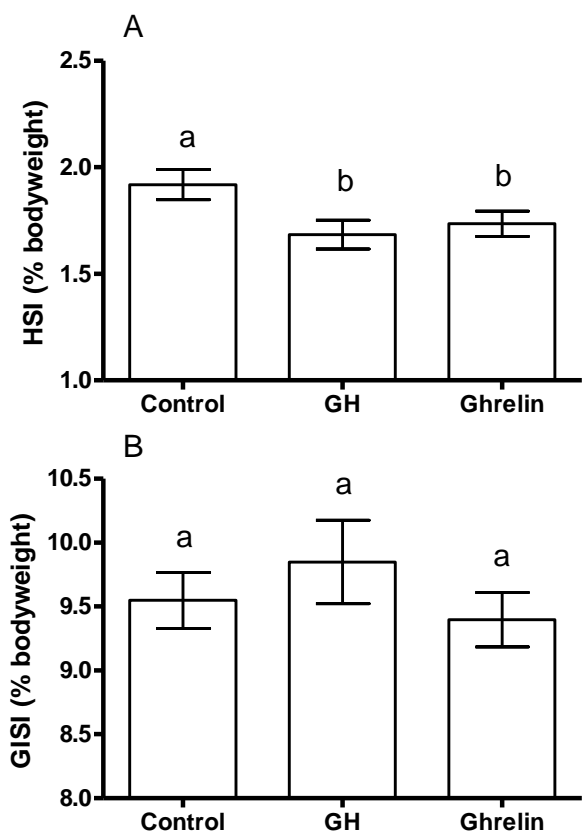 A
HSI (% bodyweight)
2.5
2.0
1.5
1.0
a
b
b
Control GH Ghrelin
B
GISI (% bodyweight)
10.5
10.0
9.5
9.0
8.5
8.0
a
a
a
Control GH Ghrelin